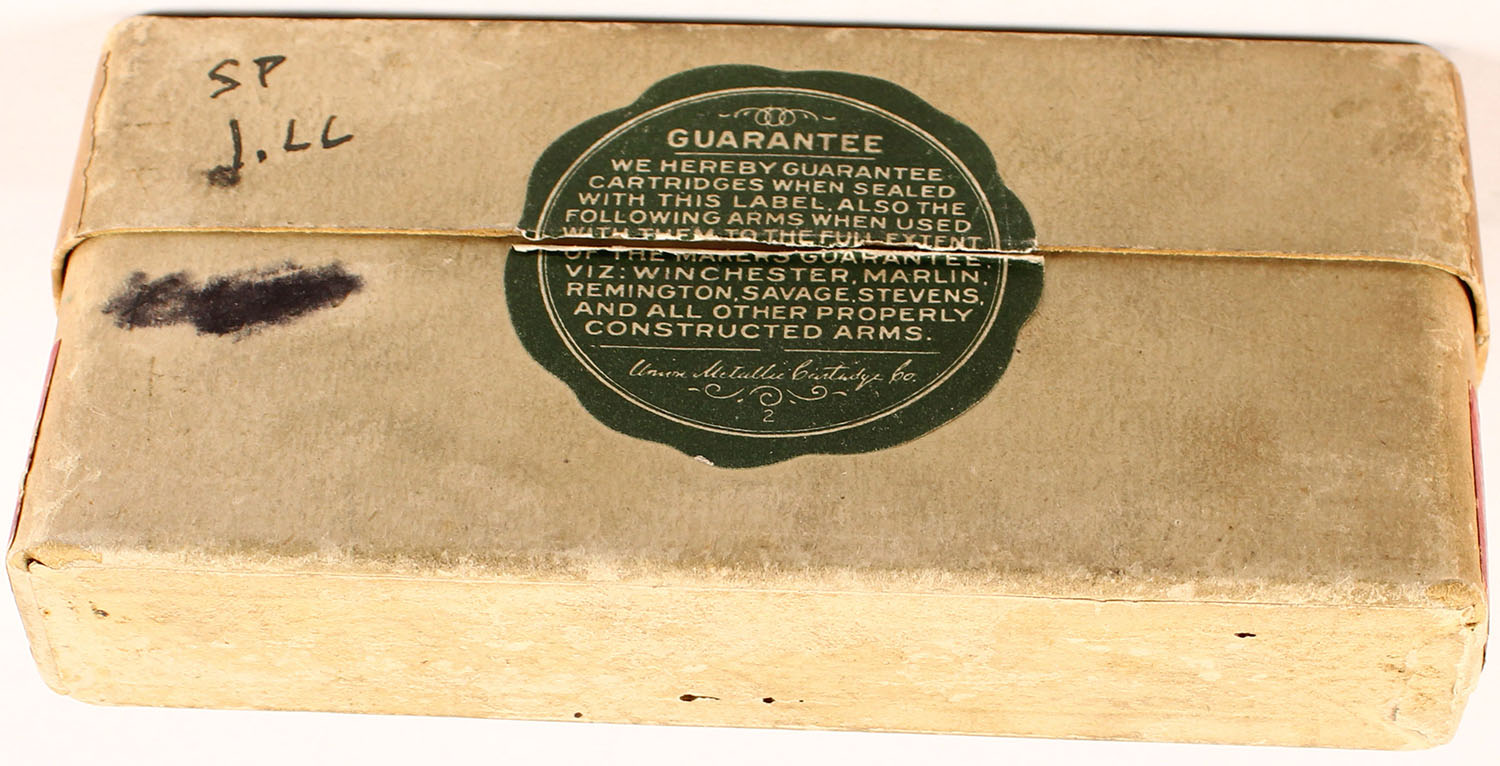 SP
GUARANTEE
WE HEREBY GUARANTEE
CARTRIDGES WHEN SEALED
WITH THIS LABEL, ALSO THE
FOLLOWING ARMS WHEN USED
WITH THEM TO THE FULL EXTENT
OF THE MAKERS GUARANTEE,
VIZ: WINCHESTER, MARLIN,
REMINGTON, SAVAGE, STEVENS,
AND ALL OTHER PROPERLY
CONSTRUCTED ARMS.
Union Metallic Cartridge Co.
2